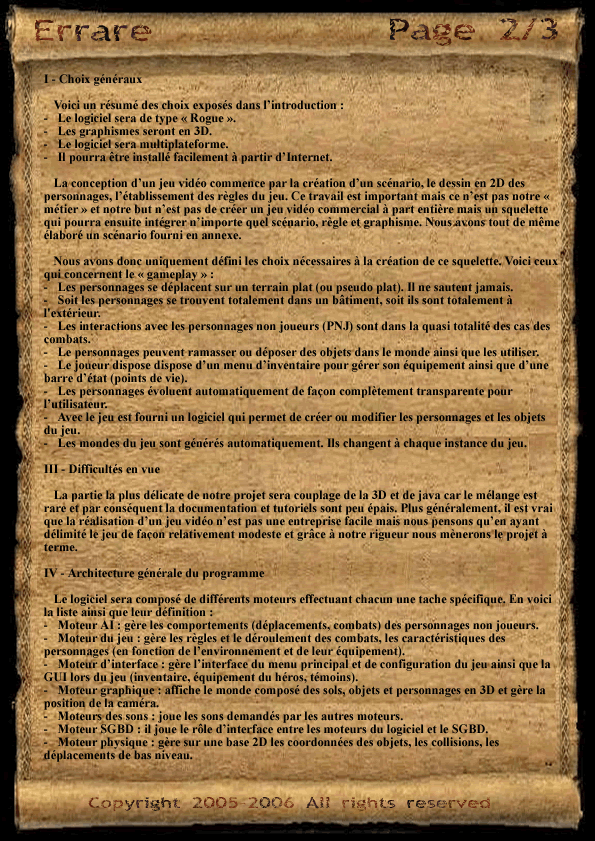 Errare Page 2/3
I - Choix généraux
Voici un résumé des choix exposés dans l'introduction :
- Le logiciel sera de type « Rogue ».
- Les graphismes seront en 3D.
- Le logiciel sera multiplateforme.
- Il pourra être installé facilement à partir d'Internet.
La conception d'un jeu vidéo commence par la création d'un scénario, le dessin en 2D des
personnages, l'établissement des règles du jeu. Ce travail est important mais ce n'est pas notre «
métier » et notre but n'est pas de créer un jeu vidéo commercial à part entière mais un squelette
qui pourra ensuite intégrer n'importe quel scénario, règle et graphisme. Nous avons tout de même
élaboré un scénario fourni en annexe.
Nous avons donc uniquement défini les choix nécessaires à la création de ce squelette. Voici ceux
qui concernent le « gameplay » :
- Les personnages se déplacent sur un terrain plat (ou pseudo plat). Il ne sautent jamais.
- Soit les personnages se trouvent totalement dans un bâtiment, soit ils sont totalement à
l'extérieur.
- Les interactions avec les personnages non joueurs (PNJ) sont dans la quasi totalité des cas des
combats.
- Le personnages peuvent ramasser ou déposer des objets dans le monde ainsi que les utiliser.
- Le joueur dispose dispose d'un menu d'inventaire pour gérer son équipement ainsi que d'une
barre d'état (points de vie).
- Les personnages évoluent automatiquement de façon complètement transparente pour
l'utilisateur.
- Avec le jeu est fourni un logiciel qui permet de créer ou modifier les personnages et les objets
du jeu.
- Les mondes du jeu sont générés automatiquement. Ils changent à chaque instance du jeu.
III - Difficultés en vue
La partie la plus délicate de notre projet sera couplage de la 3D et de java car le mélange est
rare et par conséquent la documentation et tutoriels sont peu épais. Plus généralement, il est vrai
que la réalisation d'un jeu vidéo n'est pas une entreprise facile mais nous pensons qu'en ayant
délimité le jeu de façon relativement modeste et grâce à notre rigueur nous mènerons le projet à
terme.
IV - Architecture générale du programme
Le logiciel sera composé de différents moteurs effectuant chacun une tache spécifique. En voici
la liste ainsi que leur définition :
- Moteur AI : gère les comportements (déplacements, combats) des personnages non joueurs.
- Moteur du jeu : gère les règles et le déroulement des combats, les caractéristiques des
personnages (en fonction de l'environnement et de leur équipement).
- Moteur d'interface : gère l'interface du menu principal et de configuration du jeu ainsi que la
GUI lors du jeu (inventaire, équipement du héros, témoins).
- Moteur graphique : affiche le monde composé des sols, objets et personnages en 3D et gère la
position de la caméra.
- Moteurs des sons : joue les sons demandés par les autres moteurs.
- Moteur SGBD : il joue le rôle d'interface entre les moteurs du logiciel et le SGBD.
- Moteur physique : gère sur une base 2D les coordonnées des objets, les collisions, les
déplacements de bas niveau.
Copyright 2005-2006 All rights reserved